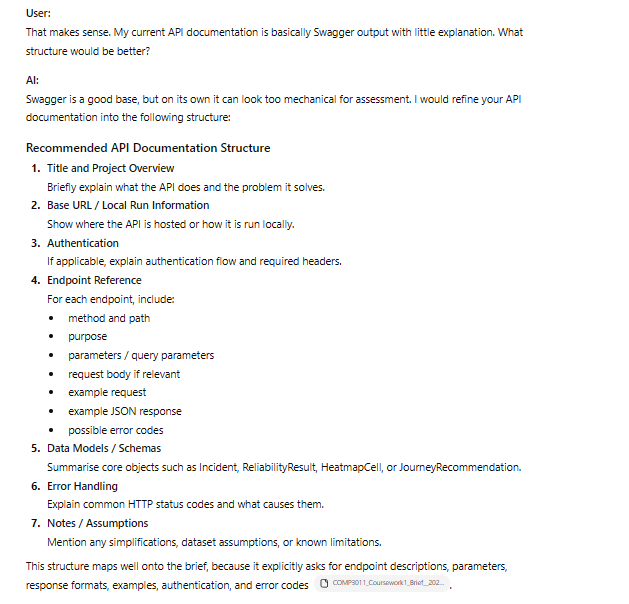 User:
That makes sense. My current API documentation is basically Swagger output with little explanation. What
structure would be better?
AI:
Swagger is a good base, but on its own it can look too mechanical for assessment. I would refine your API
documentation into the following structure:
Recommended API Documentation Structure
1. Title and Project Overview
Briefly explain what the API does and the problem it solves.
2. Base URL / Local Run Information
Show where the API is hosted or how it is run locally.
3. Authentication
If applicable, explain authentication flow and required headers.
4. Endpoint Reference
For each endpoint, include:
• method and path
• purpose
• parameters / query parameters
• request body if relevant
• example request
• example JSON response
• possible error codes
5. Data Models / Schemas
Summarise core objects such as Incident, ReliabilityResult, HeatmapCell, or JourneyRecommendation.
6. Error Handling
Explain common HTTP status codes and what causes them.
7. Notes / Assumptions
Mention any simplifications, dataset assumptions, or known limitations.
This structure maps well onto the brief, because it explicitly asks for endpoint descriptions, parameters,
response formats, examples, authentication, and error codes COMP3011_Coursework1_Brief__202... .